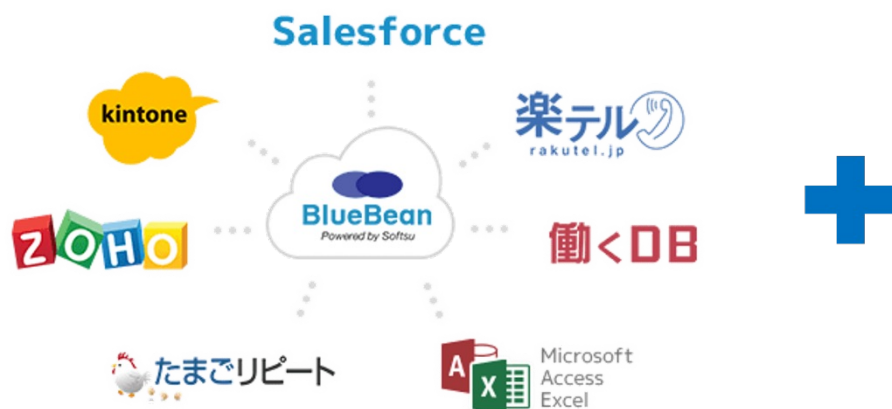 Salesforce
kintone
楽テル
rakutel.jp
BlueBean
Powered by Softsu
ZOHO
働くDB
たまごリピート
A
X
Microsoft
Access
Excel